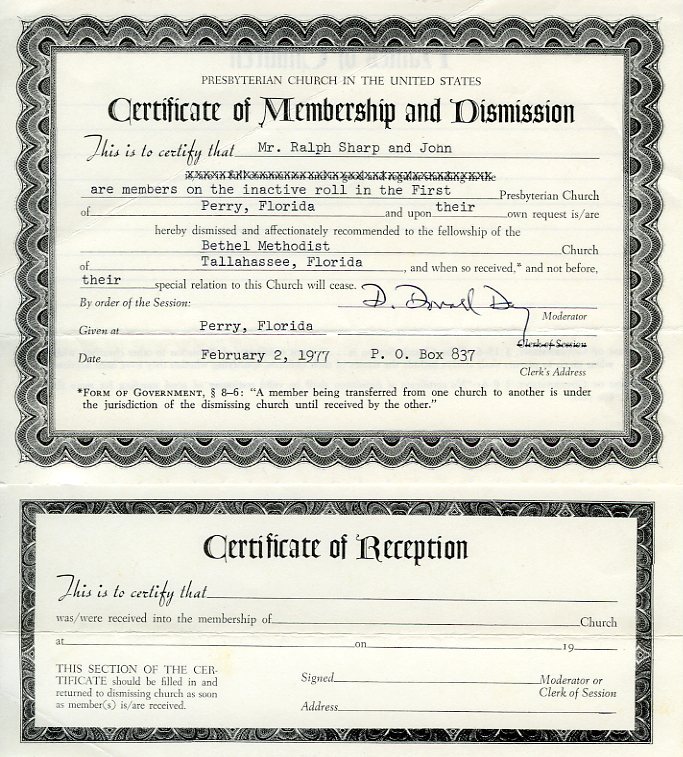 PRESBYTERIAN CHURCH IN THE UNITED STATES
Certificate of Membership and Dismission
This is to certify that Mr. Ralph Sharp and John
are members on the inactive roll in the First Presbyterian Church
of Perry, Florida and upon their own request is/are
hereby dismissed and affectionately recommended to the fellowship of the
Bethel Methodist Church
of Tallahassee, Florida, and when so received,* and not before,
their special relation to this Church will cease.
By order of the Session:
Moderator
Given at Perry, Florida
Clerk of Session
Date February 2, 1977 P. O. Box 837
Clerk's Address
*FORM OF GOVERNMENT, § 8–6: "A member being transferred from one church to another is under
the jurisdiction of the dismissing church until received by the other."
Certificate of Reception
This is to certify that
was/were received into the membership of Church
at on 19
THIS SECTION OF THE CER-
TIFICATE should be filled in and
returned to dismissing church as soon
as member(s) is/are received.
Signed Moderator or
Clerk of Session
Address